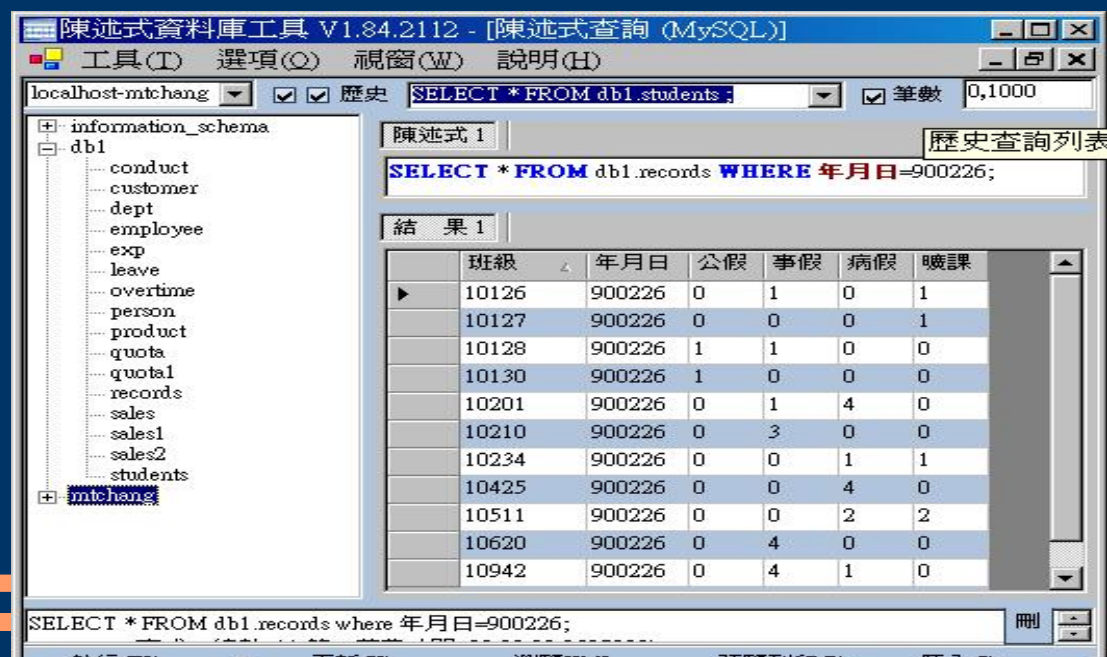 陳述式資料庫工具 V1.84.2112 - [陳述式查詢 (MySQL)]
工具(T) 選項(O) 視窗(W) 說明(H)
localhost-mtchang 歷史 SELECT * FROM db1.students ; 筆數 0,1000
歷史查詢列表
information_schema
db1
conduct
customer
dept
employee
exp
leave
overtime
person
product
quota
quota1
records
sales
sales1
sales2
students
mtchang
陳述式 1
SELECT * FROM db1.records WHERE 年月日=900226;
結 果 1
班級 年月日 公假 事假 病假 曠課
10126 900226 0 1 0 1
10127 900226 0 0 0 1
10128 900226 1 1 0 0
10130 900226 1 0 0 0
10201 900226 0 1 4 0
10210 900226 0 3 0 0
10234 900226 0 0 1 1
10425 900226 0 0 4 0
10511 900226 0 0 2 2
10620 900226 0 4 0 0
10942 900226 0 4 1 0
SELECT * FROM db1.records where 年月日=900226;
刪